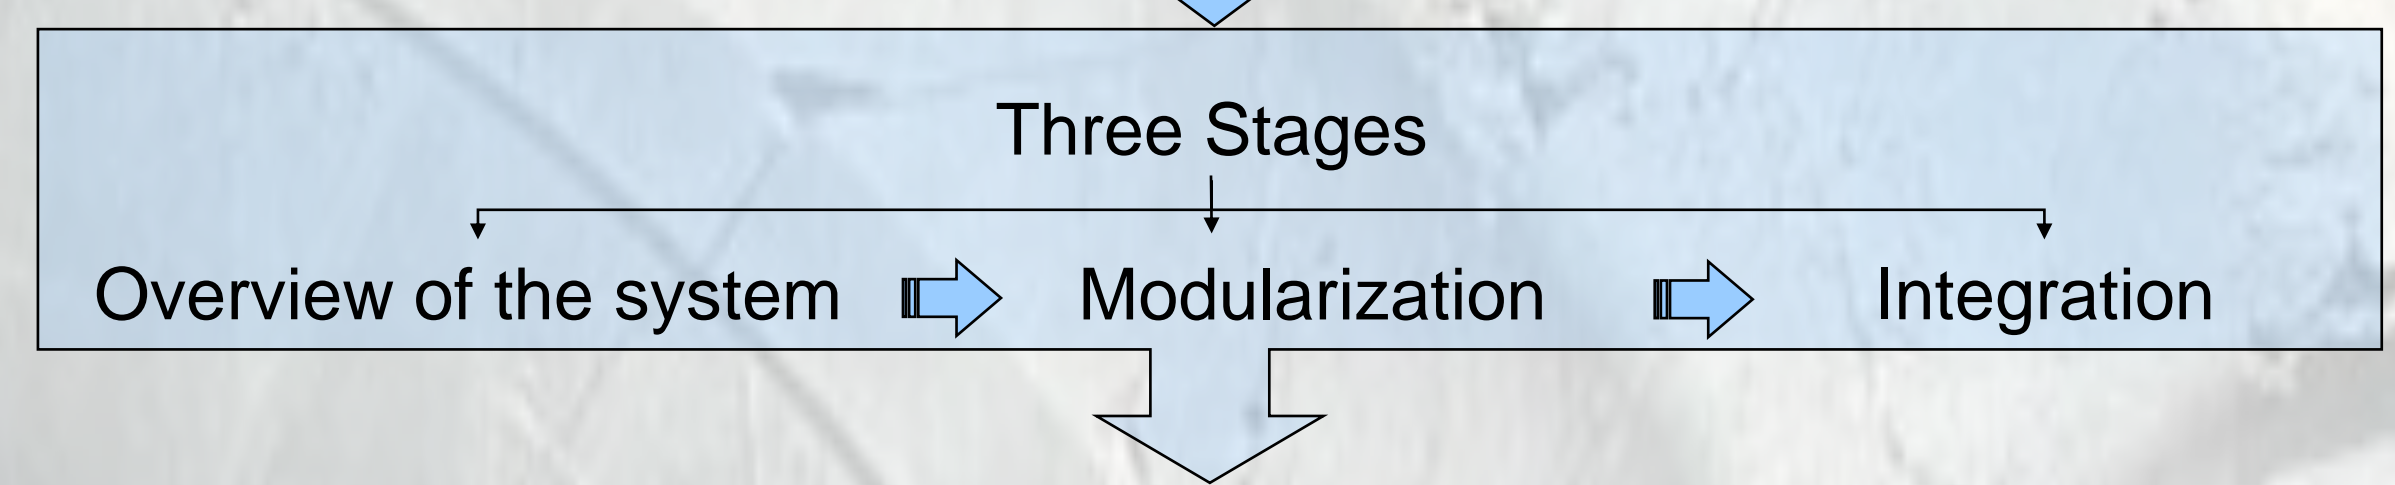 Three Stages
Overview of the system Modularization Integration